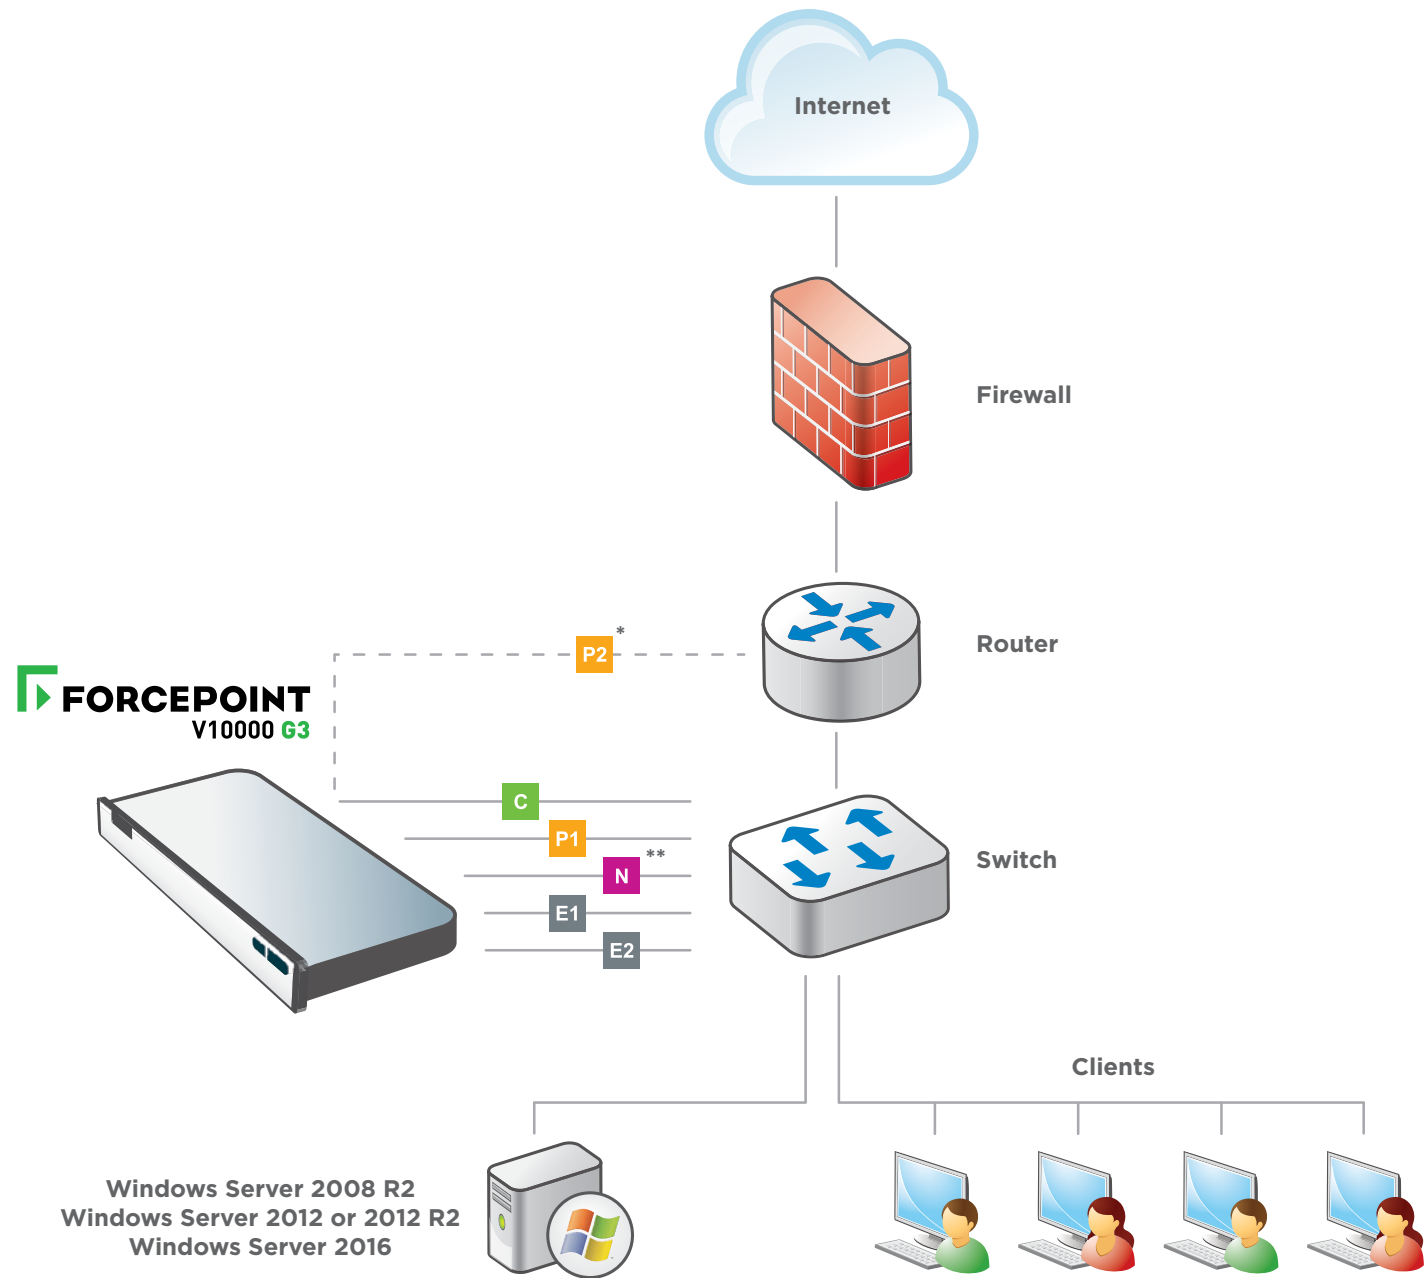 Internet
Firewall
Router
P2 *
FORCEPOINT
V10000 G3
C
P1
N **
E1
E2
Switch
Clients
Windows Server 2008 R2
Windows Server 2012 or 2012 R2
Windows Server 2016